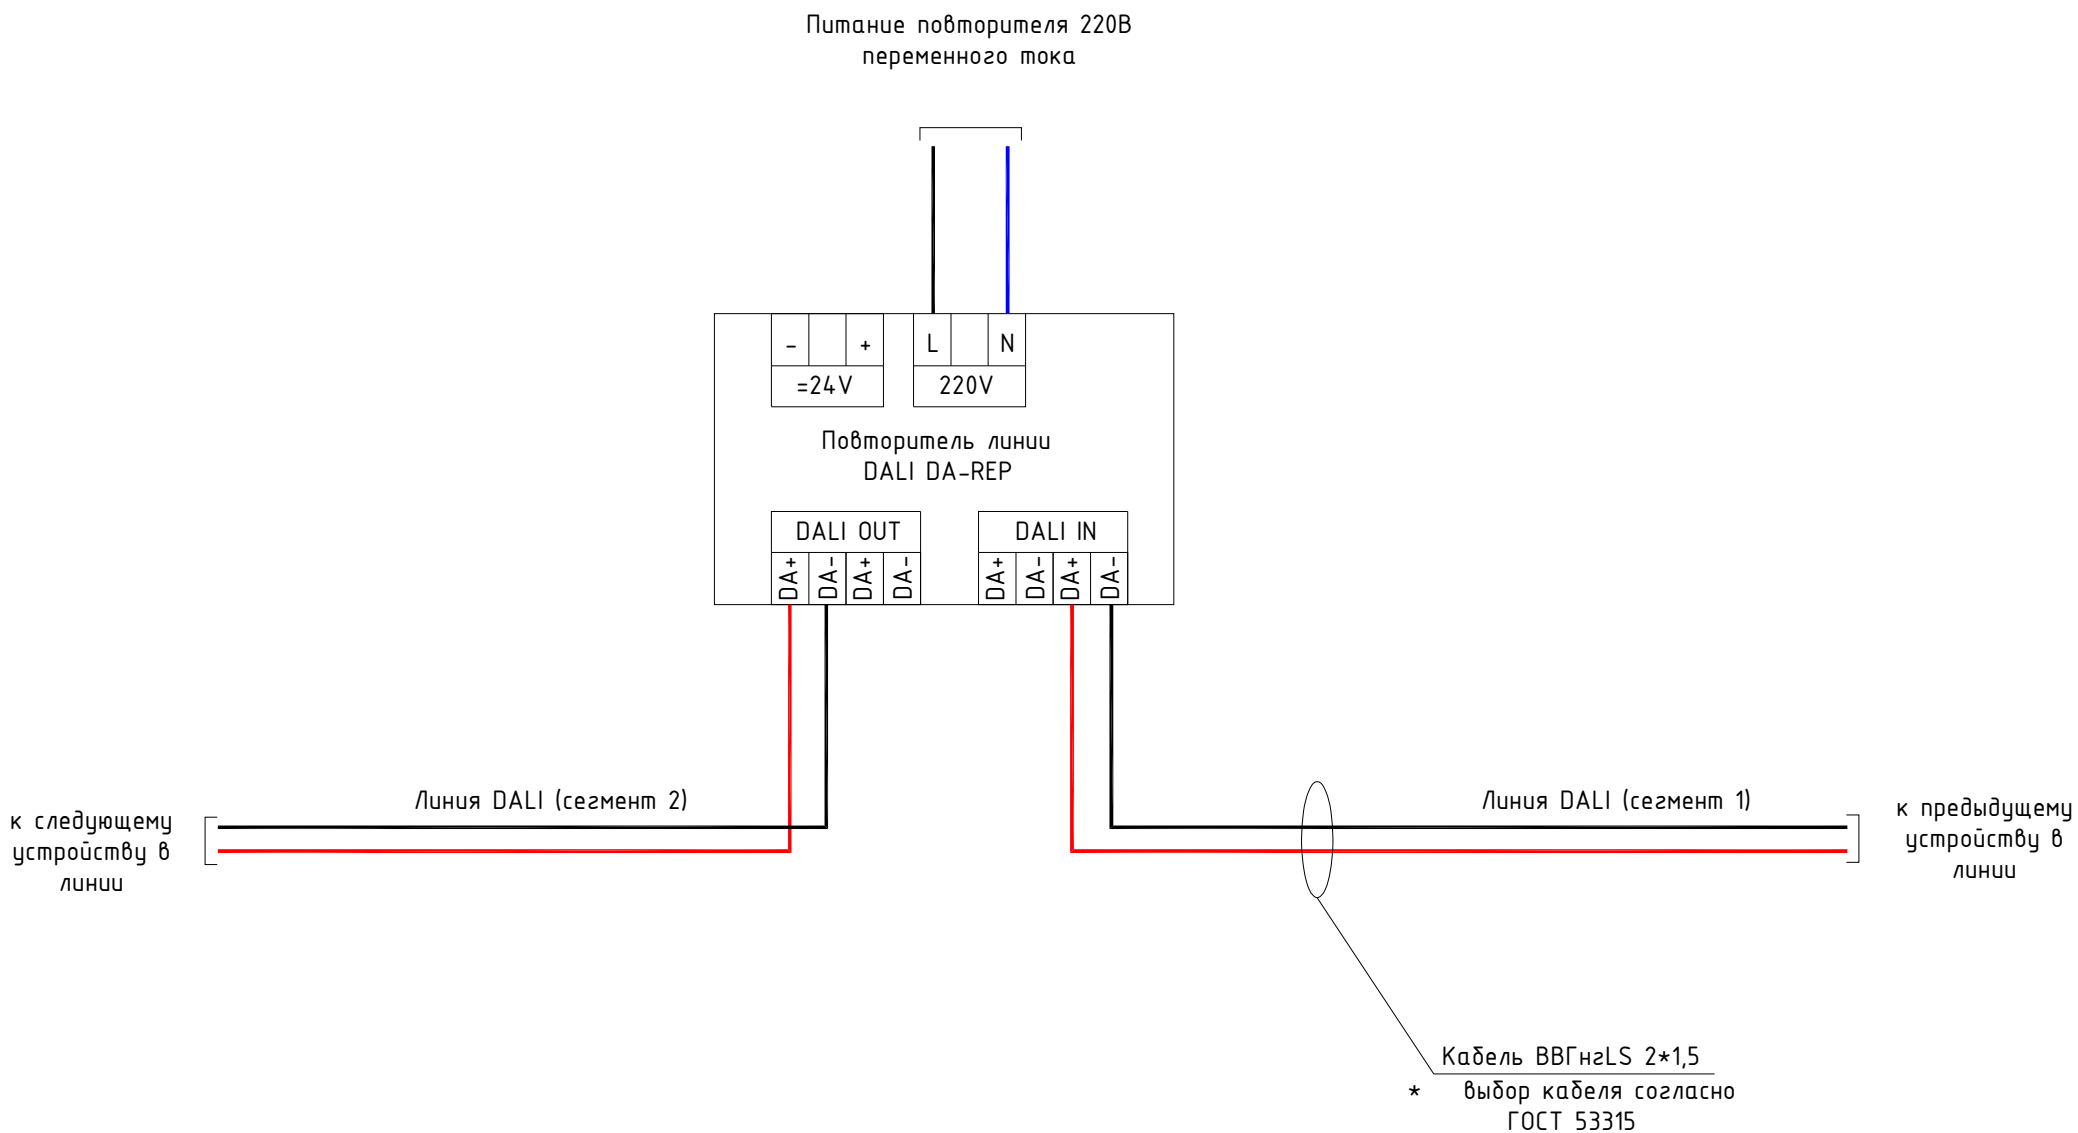 Питание повторителя 220В
переменного тока
- + L N
=24V 220V
Повторитель линии
DALI DA-REP
DALI OUT DALI IN
DA+ DA- DA+ DA- DA+ DA- DA+ DA-
Линия DALI (сегмент 2)
к следующему
устройству в
линии
Линия DALI (сегмент 1)
к предыдущему
устройству в
линии
Кабель ВВГнгLS 2*1,5
* выбор кабеля согласно
ГОСТ 53315